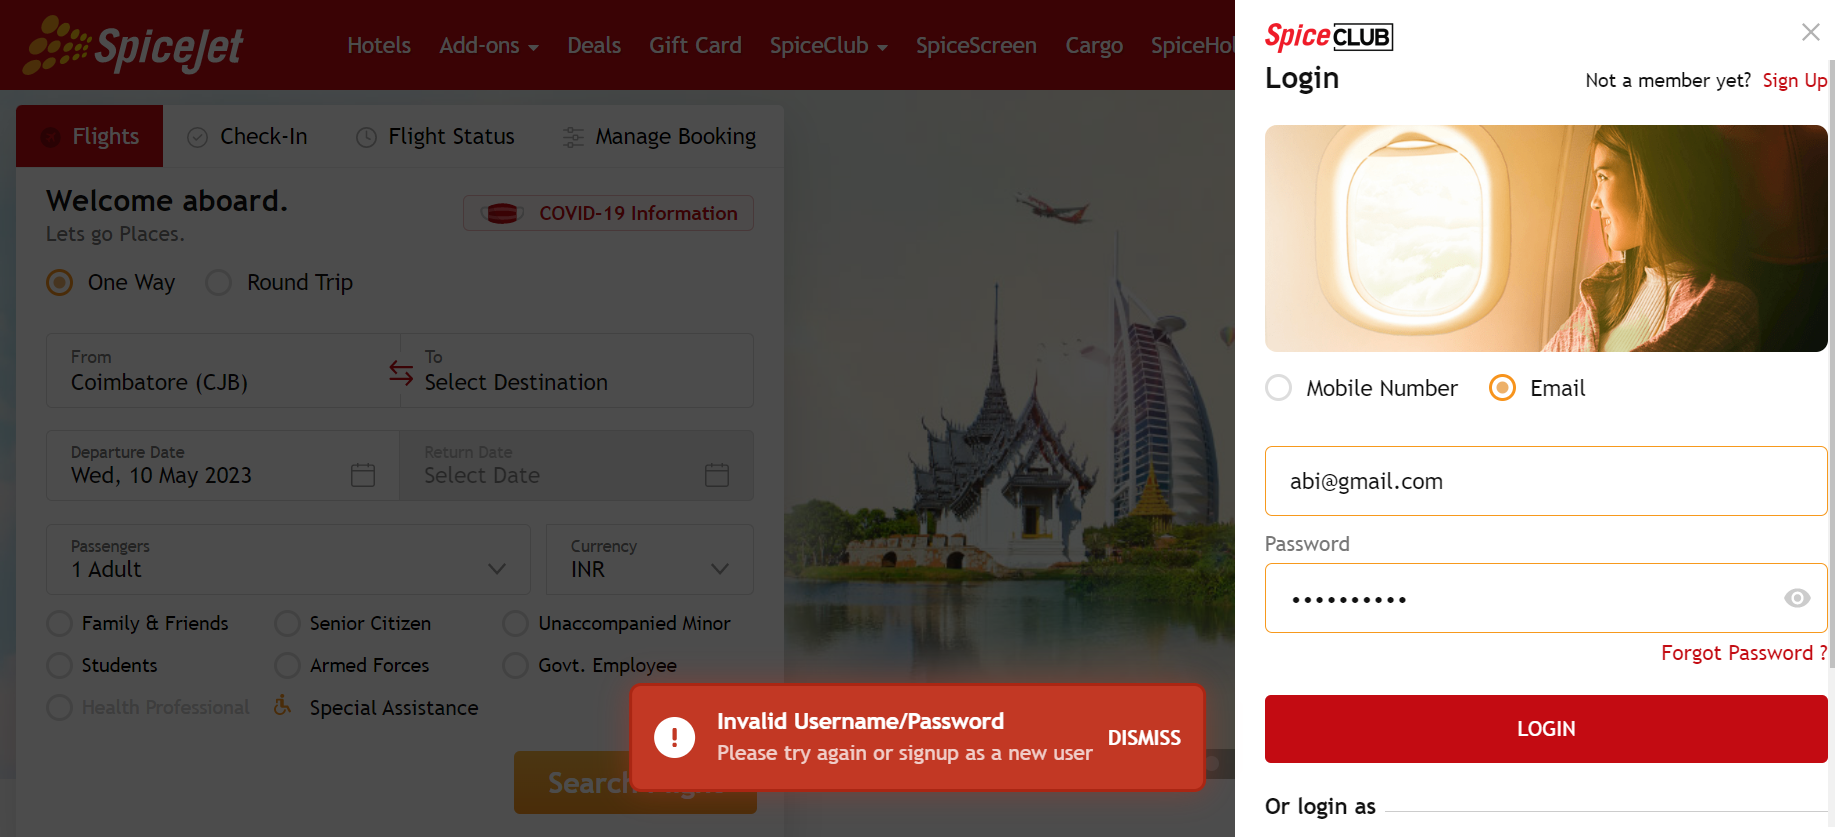 SpiceJet
Hotels Add-ons Deals Gift Card SpiceClub SpiceScreen Cargo
Flights Check-In Flight Status Manage Booking
Welcome aboard.
Lets go Places.
COVID-19 Information
One Way Round Trip
From
Coimbatore (CJB)
To
Select Destination
Departure Date
Wed, 10 May 2023
Return Date
Select Date
Passengers
1 Adult
Currency
INR
Family & Friends Senior Citizen Unaccompanied Minor
Students Armed Forces Govt. Employee
Health Professional Special Assistance
Search
Invalid Username/Password
Please try again or signup as a new user
DISMISS
Spice CLUB
Login
Not a member yet? Sign Up
Mobile Number Email
abi@gmail.com
Password
••••••••••
Forgot Password ?
LOGIN
Or login as